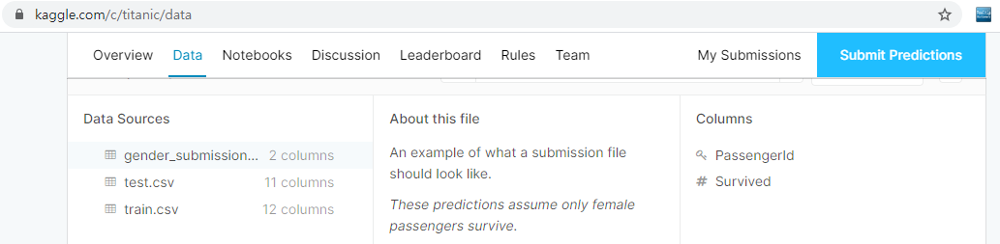 kaggle.com/c/titanic/data
Overview Data Notebooks Discussion Leaderboard Rules Team My Submissions Submit Predictions
Data Sources
gender_submission... 2 columns
test.csv 11 columns
train.csv 12 columns
About this file
An example of what a submission file
should look like.
These predictions assume only female
passengers survive.
Columns
PassengerId
# Survived